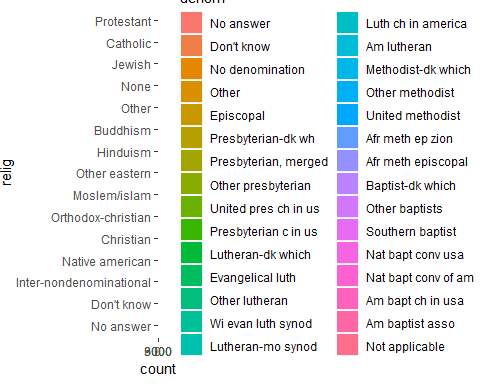 Protestant
Catholic
Jewish
None
Other
Buddhism
Hinduism
Other eastern
Moslem/islam
Orthodox-christian
Christian
Native american
Inter-nondenominational
Don't know
No answer
relig
count
denom
No answer
Don't know
No denomination
Other
Episcopal
Presbyterian-dk wh
Presbyterian, merged
Other presbyterian
United pres ch in us
Presbyterian c in us
Lutheran-dk which
Evangelical luth
Other lutheran
Wi evan luth synod
Lutheran-mo synod
Luth ch in america
Am lutheran
Methodist-dk which
Other methodist
United methodist
Afr meth ep zion
Afr meth episcopal
Baptist-dk which
Other baptists
Southern baptist
Nat bapt conv usa
Nat bapt conv of am
Am bapt ch in usa
Am baptist asso
Not applicable